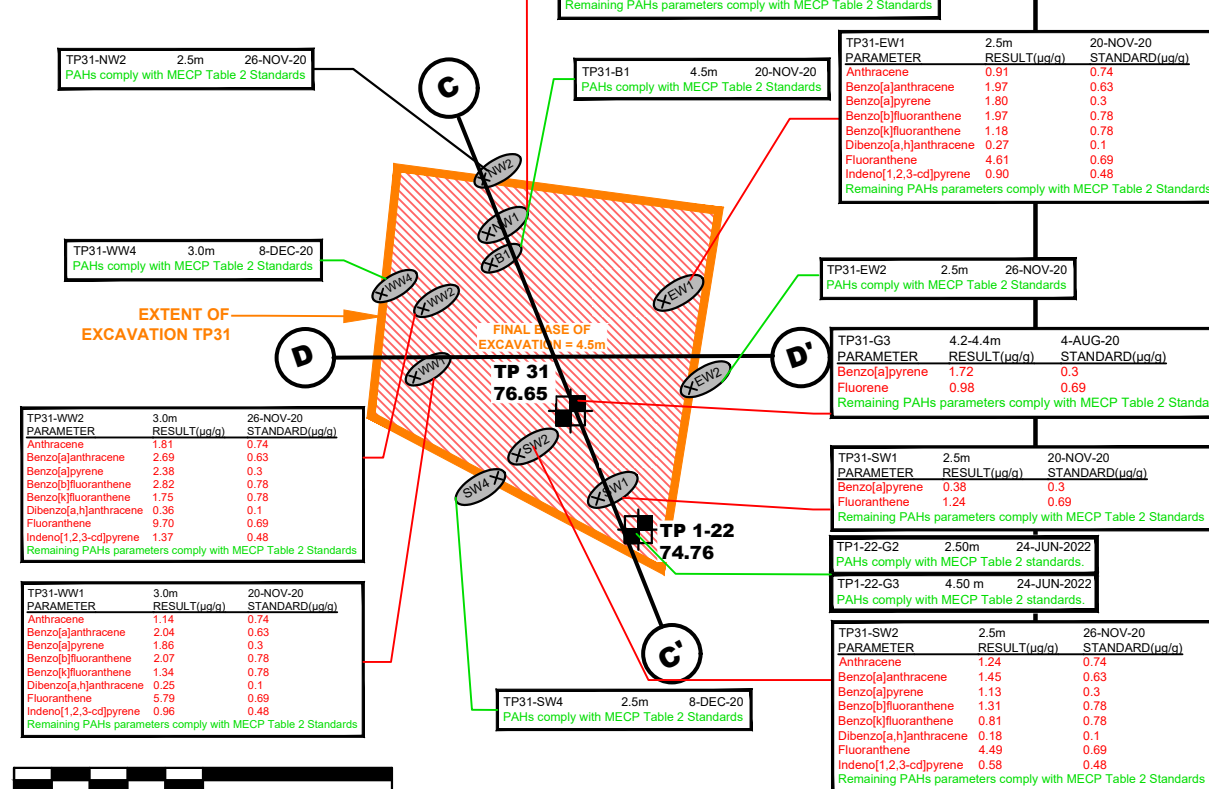 Remaining PAHs parameters comply with MECP Table 2 Standards
TP31-NW2 2.5m 26-NOV-20
PAHs comply with MECP Table 2 Standards
TP31-B1 4.5m 20-NOV-20
PAHs comply with MECP Table 2 Standards
TP31-EW1 2.5m 20-NOV-20
PARAMETER RESULT(µg/g) STANDARD(µg/g)
Anthracene 0.91 0.74
Benzo[a]anthracene 1.97 0.63
Benzo[a]pyrene 1.80 0.3
Benzo[b]fluoranthene 1.97 0.78
Benzo[k]fluoranthene 1.18 0.78
Dibenzo[a,h]anthracene 0.27 0.1
Fluoranthene 4.61 0.69
Indeno[1,2,3-cd]pyrene 0.90 0.48
Remaining PAHs parameters comply with MECP Table 2 Standards
C
NW2
NW1
B1
TP31-WW4 3.0m 8-DEC-20
PAHs comply with MECP Table 2 Standards
WW4
WW2
EW1
TP31-EW2 2.5m 26-NOV-20
PAHs comply with MECP Table 2 Standards
EXTENT OF
EXCAVATION TP31
FINAL BASE OF
EXCAVATION = 4.5m
D
D'
WW1
EW2
TP 31
76.65
TP31-G3 4.2-4.4m 4-AUG-20
PARAMETER RESULT(µg/g) STANDARD(µg/g)
Benzo[a]pyrene 1.72 0.3
Fluorene 0.98 0.69
Remaining PAHs parameters comply with MECP Table 2 Standa
TP31-WW2 3.0m 26-NOV-20
PARAMETER RESULT(µg/g) STANDARD(µg/g)
Anthracene 1.81 0.74
Benzo[a]anthracene 2.69 0.63
Benzo[a]pyrene 2.38 0.3
Benzo[b]fluoranthene 2.82 0.78
Benzo[k]fluoranthene 1.75 0.78
Dibenzo[a,h]anthracene 0.36 0.1
Fluoranthene 9.70 0.69
Indeno[1,2,3-cd]pyrene 1.37 0.48
Remaining PAHs parameters comply with MECP Table 2 Standards
SW2
SW4
SW1
TP31-SW1 2.5m 20-NOV-20
PARAMETER RESULT(µg/g) STANDARD(µg/g)
Benzo[a]pyrene 0.38 0.3
Fluoranthene 1.24 0.69
Remaining PAHs parameters comply with MECP Table 2 Standards
TP 1-22
74.76
TP1-22-G2 2.50m 24-JUN-2022
PAHs comply with MECP Table 2 standards.
TP1-22-G3 4.50 m 24-JUN-2022
PAHs comply with MECP Table 2 standards.
TP31-WW1 3.0m 20-NOV-20
PARAMETER RESULT(µg/g) STANDARD(µg/g)
Anthracene 1.14 0.74
Benzo[a]anthracene 2.04 0.63
Benzo[a]pyrene 1.86 0.3
Benzo[b]fluoranthene 2.07 0.78
Benzo[k]fluoranthene 1.34 0.78
Dibenzo[a,h]anthracene 0.25 0.1
Fluoranthene 5.79 0.69
Indeno[1,2,3-cd]pyrene 0.96 0.48
Remaining PAHs parameters comply with MECP Table 2 Standards
C'
TP31-SW4 2.5m 8-DEC-20
PAHs comply with MECP Table 2 Standards
TP31-SW2 2.5m 26-NOV-20
PARAMETER RESULT(µg/g) STANDARD(µg/g)
Anthracene 1.24 0.74
Benzo[a]anthracene 1.45 0.63
Benzo[a]pyrene 1.13 0.3
Benzo[b]fluoranthene 1.31 0.78
Benzo[k]fluoranthene 0.81 0.78
Dibenzo[a,h]anthracene 0.18 0.1
Fluoranthene 4.49 0.69
Indeno[1,2,3-cd]pyrene 0.58 0.48
Remaining PAHs parameters comply with MECP Table 2 Standards